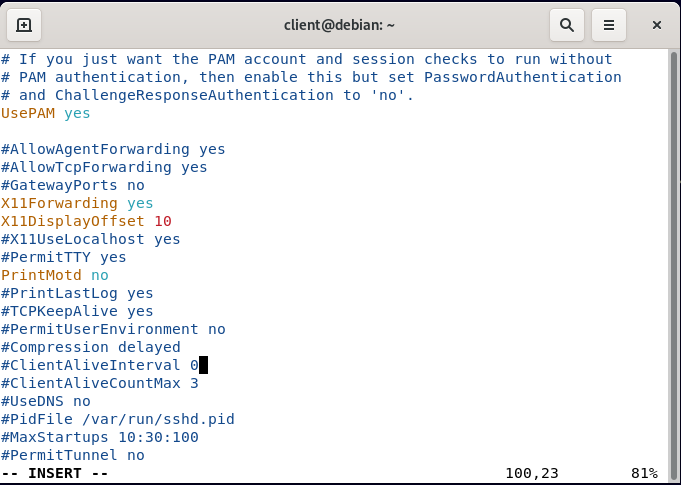 client@debian: ~
# If you just want the PAM account and session checks to run without
# PAM authentication, then enable this but set PasswordAuthentication
# and ChallengeResponseAuthentication to 'no'.
UsePAM yes
#AllowAgentForwarding yes
#AllowTcpForwarding yes
#GatewayPorts no
X11Forwarding yes
X11DisplayOffset 10
#X11UseLocalhost yes
#PermitTTY yes
PrintMotd no
#PrintLastLog yes
#TCPKeepAlive yes
#PermitUserEnvironment no
#Compression delayed
#ClientAliveInterval 0
#ClientAliveCountMax 3
#UseDNS no
#PidFile /var/run/sshd.pid
#MaxStartups 10:30:100
#PermitTunnel no
-- INSERT -- 100,23 81%